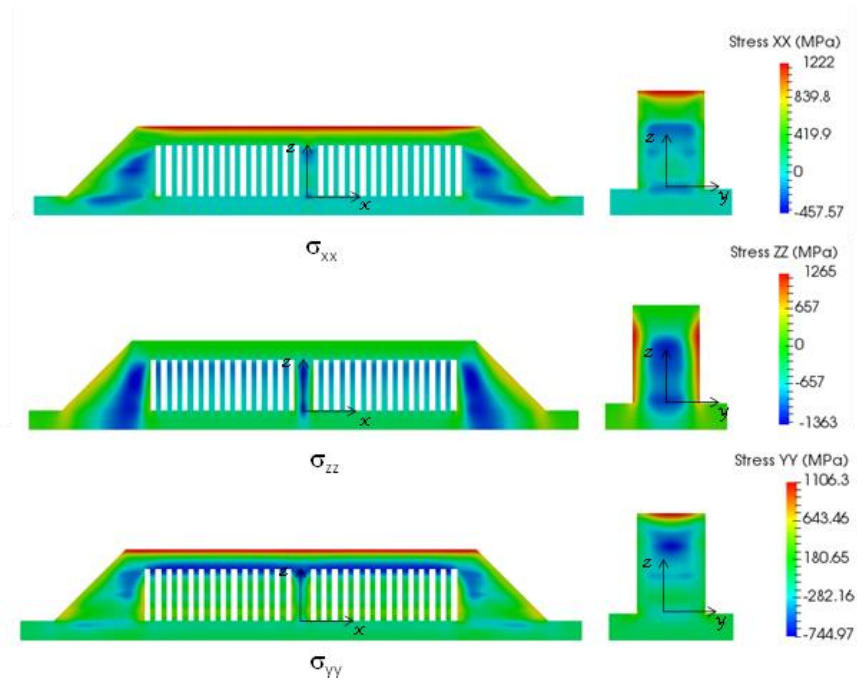 Stress XX (MPa)
1222
839.8
419.9
0
-457.57
z
x
z
y
σxx
Stress ZZ (MPa)
1265
657
0
-657
-1363
z
x
z
y
σzz
Stress YY (MPa)
1106.3
643.46
180.65
-282.16
-744.97
z
x
z
y
σyy